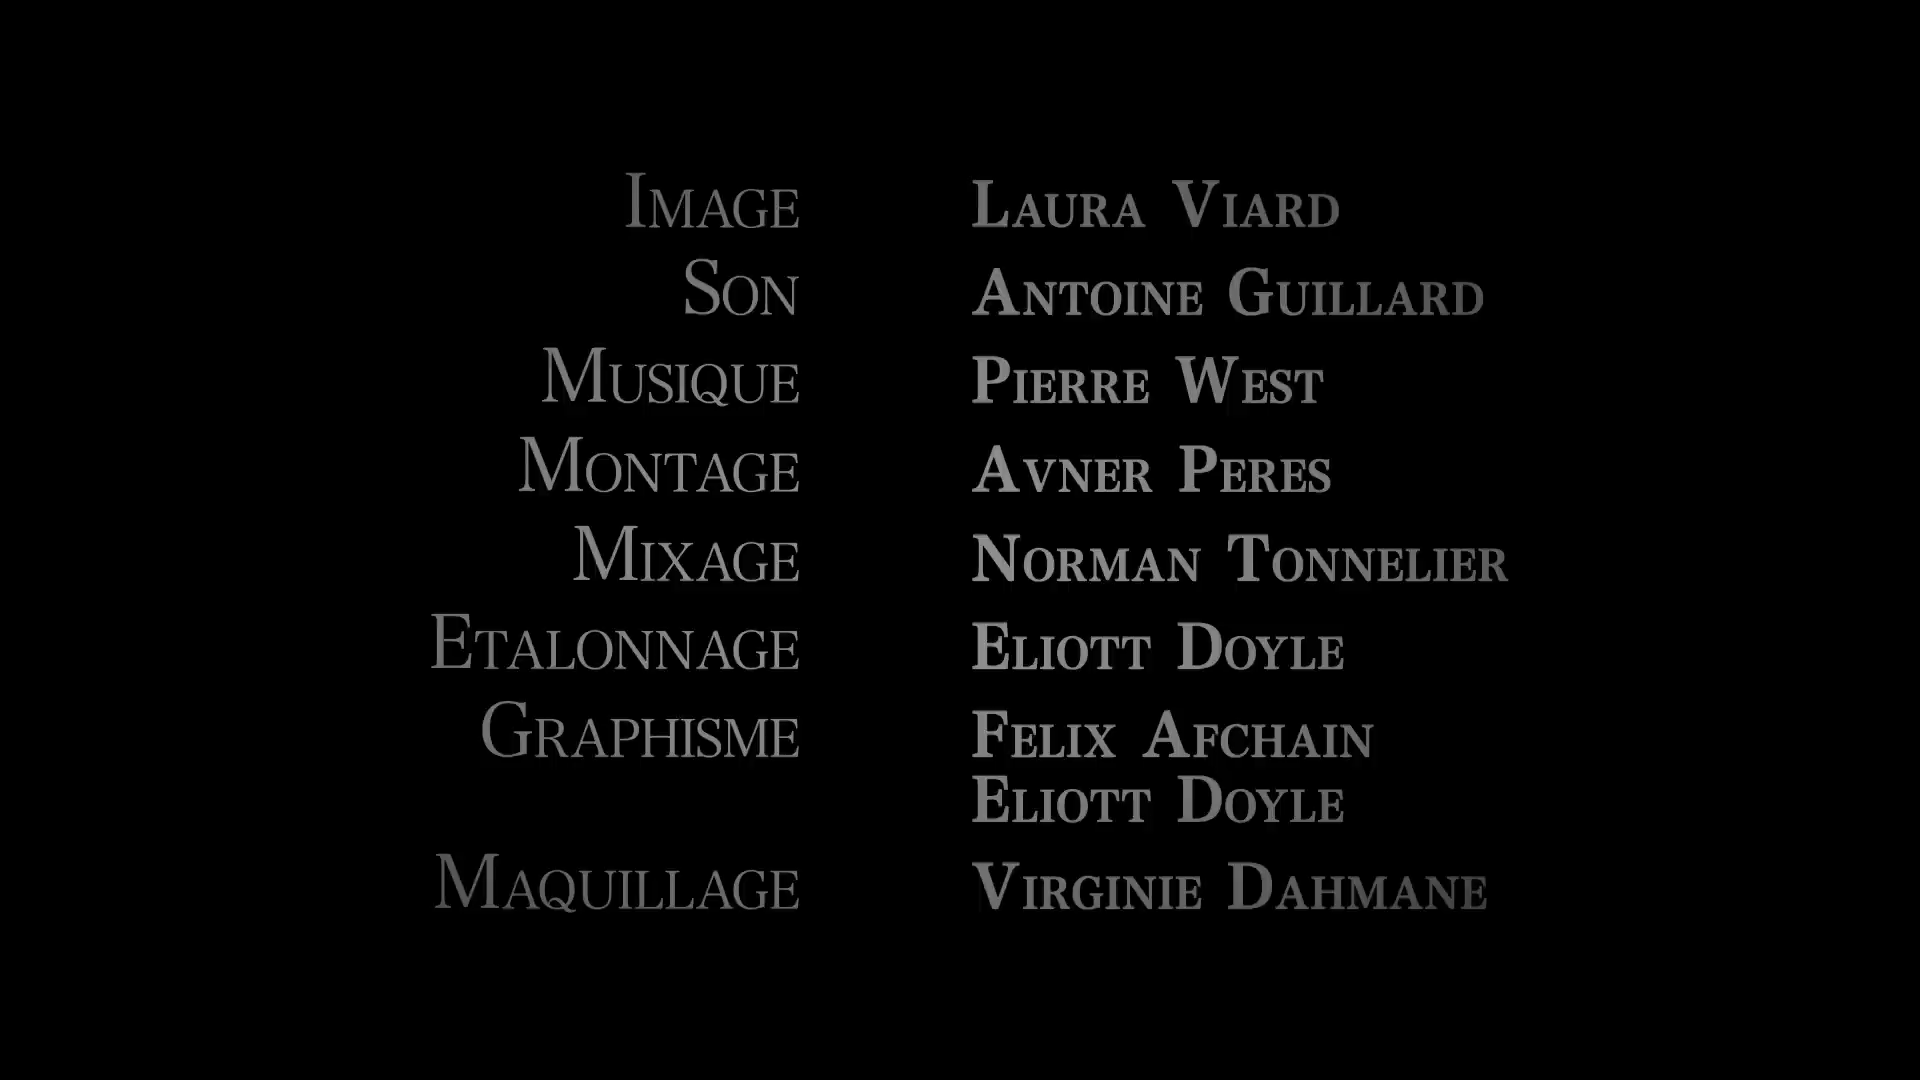 Image Laura Viard
Son Antoine Guillard
Musique Pierre West
Montage Avner Peres
Mixage Norman Tonnelier
Etalonnage Eliott Doyle
Graphisme Felix Afchain
Eliott Doyle
Maquillage Virginie Dahmane